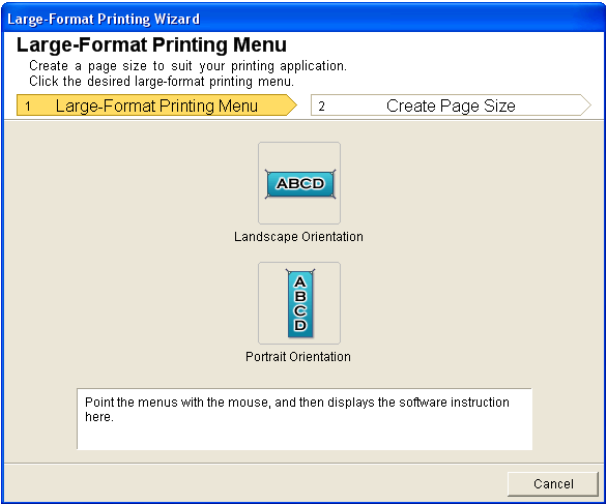 Large-Format Printing Wizard
Large-Format Printing Menu
Create a page size to suit your printing application.
Click the desired large-format printing menu.
1 Large-Format Printing Menu 2 Create Page Size
ABCD
Landscape Orientation
A
B
C
D
Portrait Orientation
Point the menus with the mouse, and then displays the software instruction
here.
Cancel